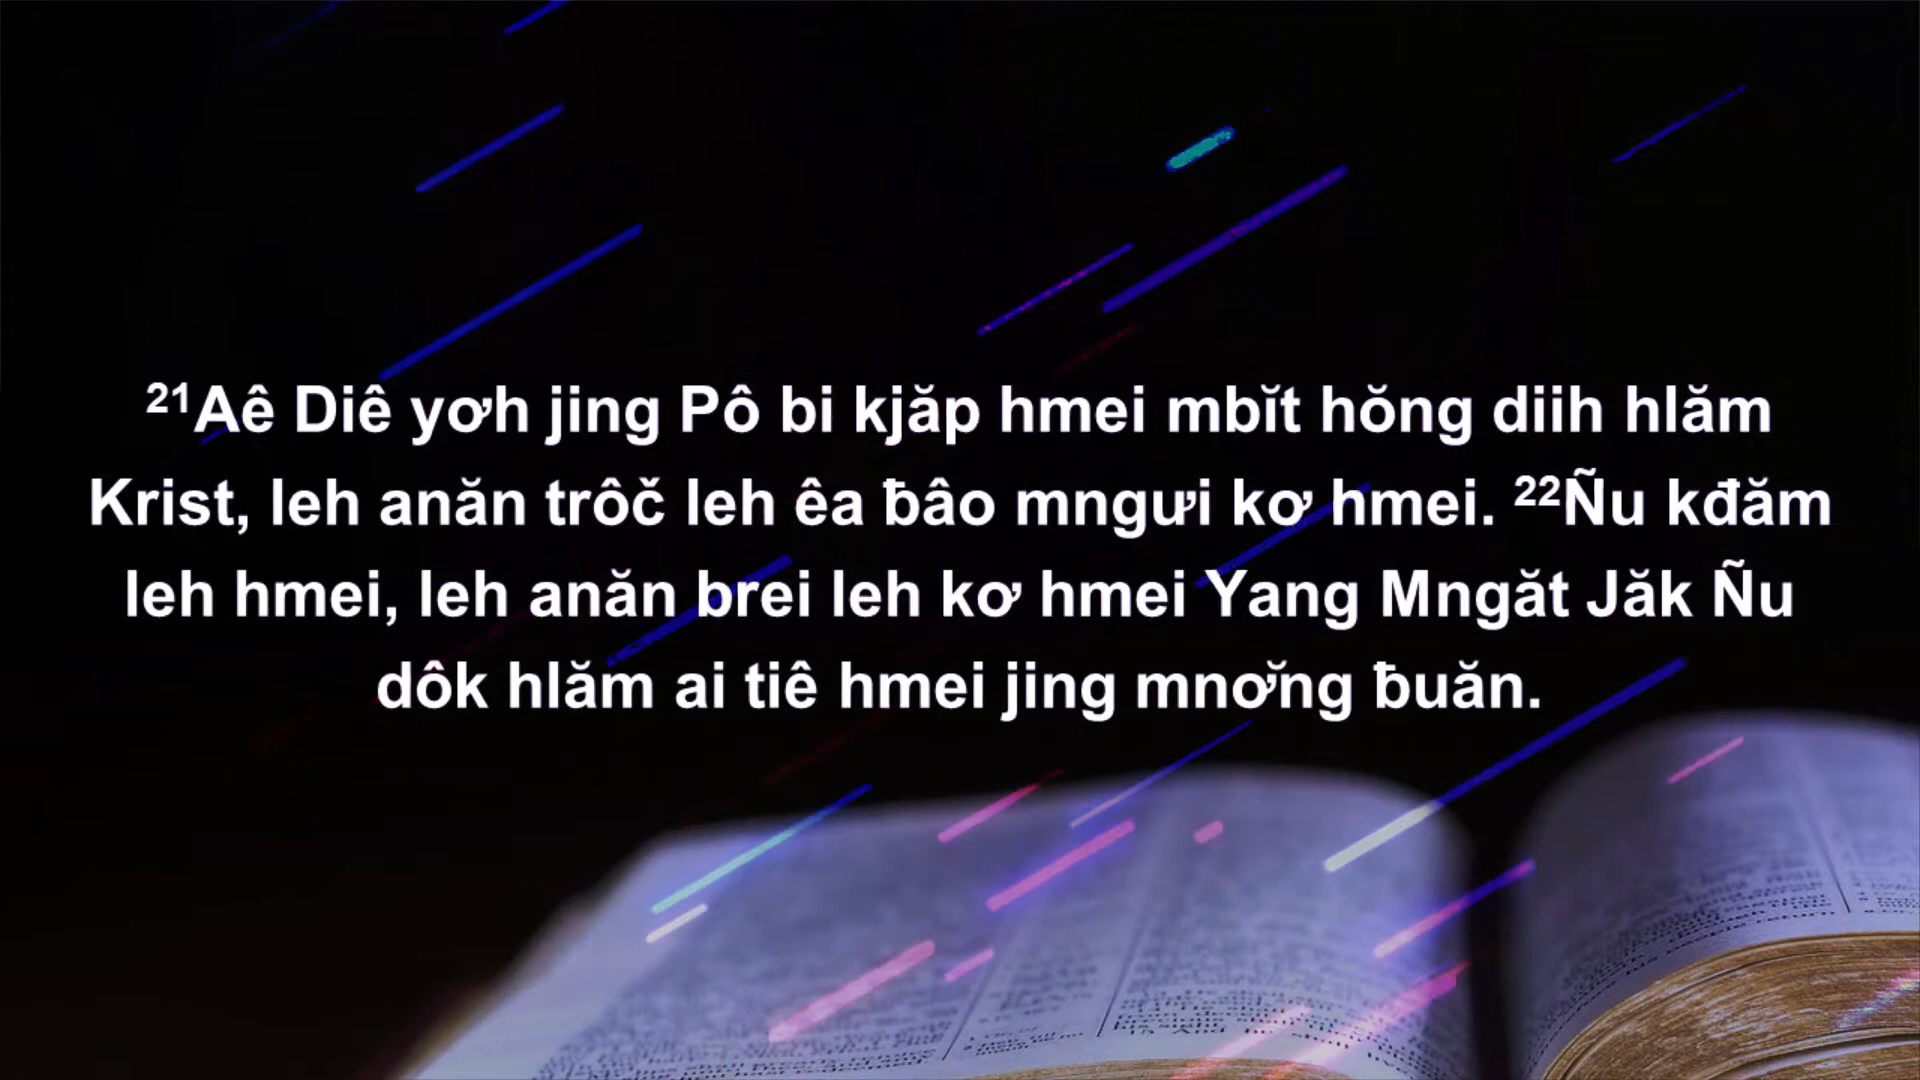 ²¹Aê Diê yơh jing Pô bi kjăp hmei mbĭt hŏng diih hlăm
Krist, leh anăn trôč leh êa ƀâo mngưi kơ hmei. ²²Ñu kđăm
leh hmei, leh anăn brei leh kơ hmei Yang Mngăt Jăk Ñu
dôk hlăm ai tiê hmei jing mnơ̆ng ƀuăn.